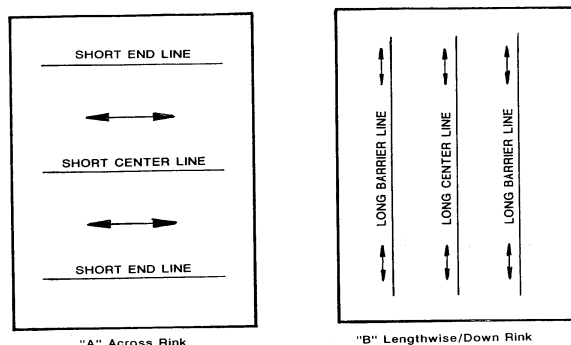 SHORT END LINE
SHORT CENTER LINE
SHORT END LINE
"A" Across Rink
LONG BARRIER LINE
LONG CENTER LINE
LONG BARRIER LINE
"B" Lengthwise/Down Rink